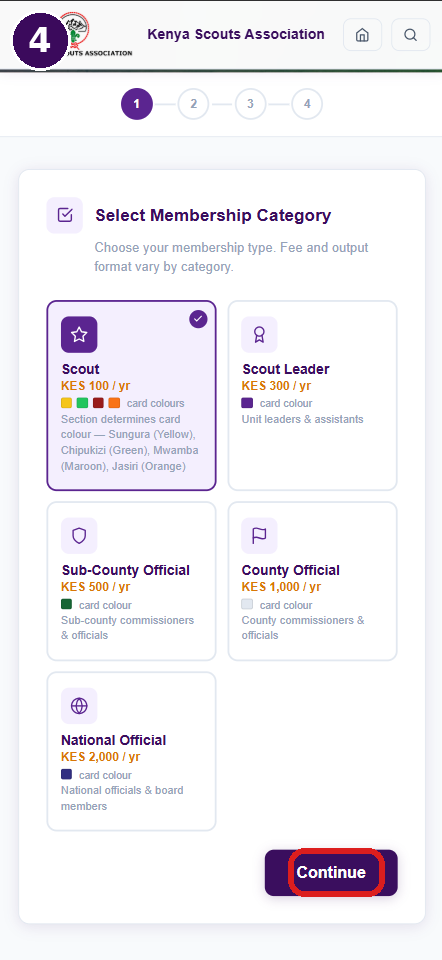 4
OUTS ASSOCIATION
Kenya Scouts Association
1 2 3 4
Select Membership Category
Choose your membership type. Fee and output
format vary by category.
Scout
KES 100 / yr
card colours
Section determines card
colour — Sungura (Yellow),
Chipukizi (Green), Mwamba
(Maroon), Jasiri (Orange)
Scout Leader
KES 300 / yr
card colour
Unit leaders & assistants
Sub-County Official
KES 500 / yr
card colour
Sub-county commissioners
& officials
County Official
KES 1,000 / yr
card colour
County commissioners &
officials
National Official
KES 2,000 / yr
card colour
National officials & board
members
Continue